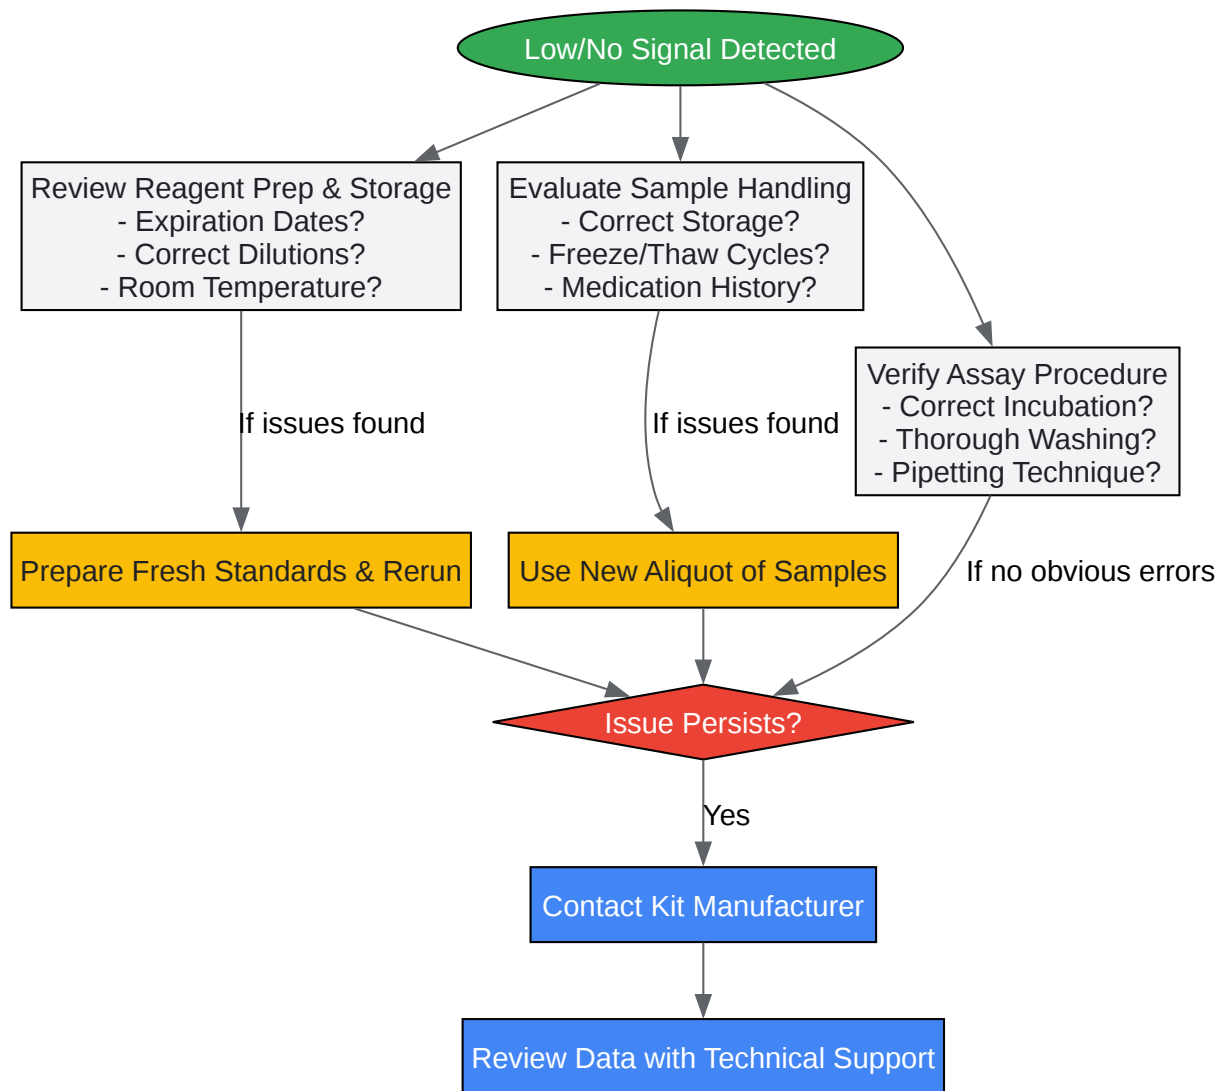 Low/No Signal Detected
Review Reagent Prep & Storage
- Expiration Dates?
- Correct Dilutions?
- Room Temperature?
Evaluate Sample Handling
- Correct Storage?
- Freeze/Thaw Cycles?
- Medication History?
Verify Assay Procedure
- Correct Incubation?
- Thorough Washing?
- Pipetting Technique?
If issues found
If issues found
Prepare Fresh Standards & Rerun
Use New Aliquot of Samples
If no obvious errors
Issue Persists?
Yes
Contact Kit Manufacturer
Review Data with Technical Support